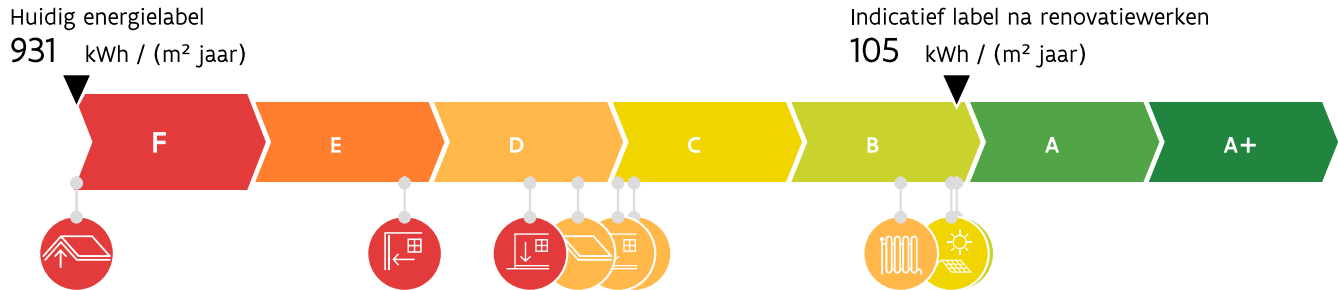 Huidig energielabel
931 kWh / (m² jaar)
Indicatief label na renovatiewerken
105 kWh / (m² jaar)
F E D C B A A+